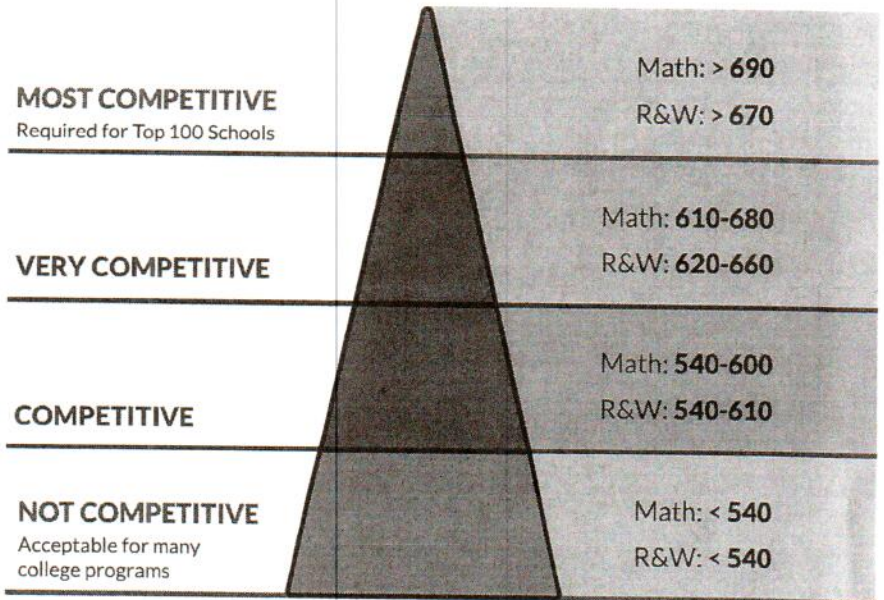 MOST COMPETITIVE
Required for Top 100 Schools
Math: > 690
R&W: > 670
VERY COMPETITIVE
Math: 610-680
R&W: 620-660
COMPETITIVE
Math: 540-600
R&W: 540-610
NOT COMPETITIVE
Acceptable for many
college programs
Math: < 540
R&W: < 540